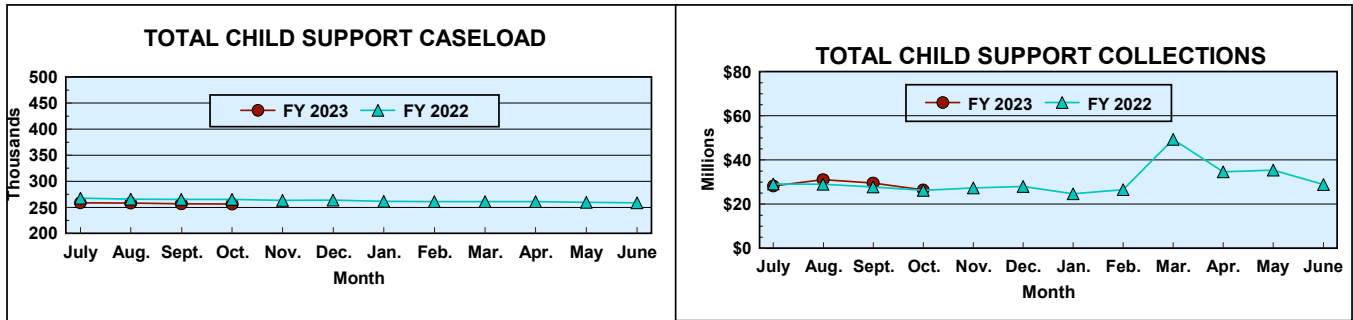 TOTAL CHILD SUPPORT CASELOAD
500
450
400
350
300
250
200
Thousands
FY 2023 FY 2022
July Aug. Sept. Oct. Nov. Dec. Jan. Feb. Mar. Apr. May June
Month
TOTAL CHILD SUPPORT COLLECTIONS
$80
$60
$40
$20
$0
Millions
FY 2023 FY 2022
July Aug. Sept. Oct. Nov. Dec. Jan. Feb. Mar. Apr. May June
Month